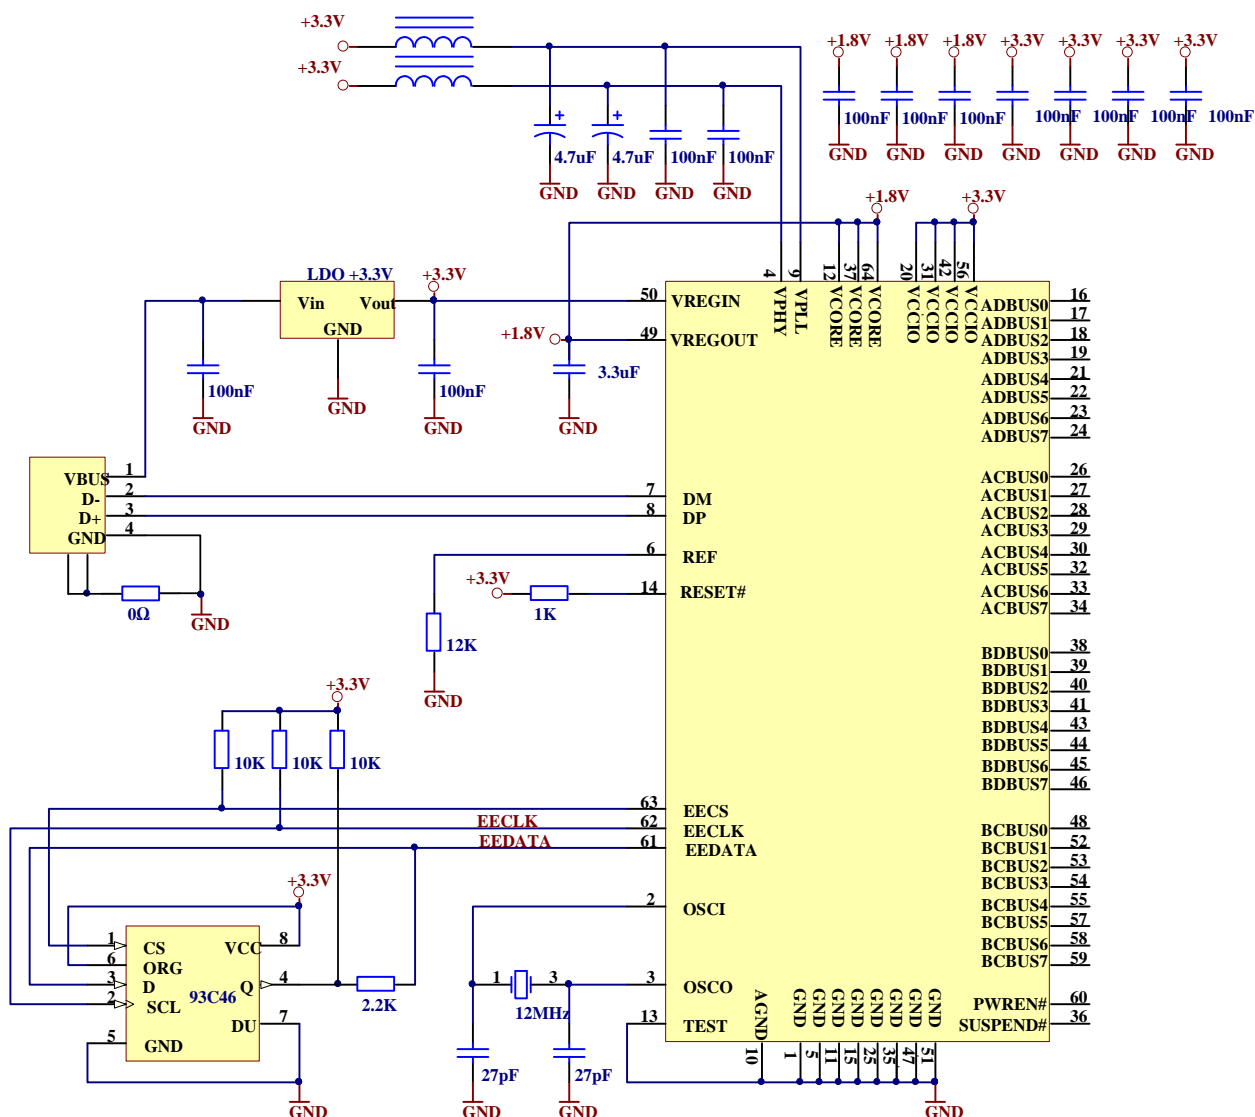 +3.3V
+3.3V
+1.8V +1.8V +1.8V +3.3V +3.3V +3.3V +3.3V
100nF 100nF 100nF 100nF 100nF 100nF 100nF
GND GND GND GND GND GND GND
4.7uF 4.7uF 100nF 100nF
GND GND GND GND
+1.8V +3.3V
4 9 12 37 64 20 31 42 56
VPHY VPLL VCORE VCORE VCORE VCCIO VCCIO VCCIO VCCIO
LDO +3.3V
Vin Vout
GND
+3.3V
50 VREGIN
+1.8V
49 VREGOUT
100nF
GND
GND
100nF
GND
3.3uF
GND
ADBUS0 16
ADBUS1 17
ADBUS2 18
ADBUS3 19
ADBUS4 21
ADBUS5 22
ADBUS6 23
ADBUS7 24
ACBUS0 26
ACBUS1 27
ACBUS2 28
ACBUS3 29
ACBUS4 30
ACBUS5 32
ACBUS6 33
ACBUS7 34
VBUS 1
D- 2
D+ 3
GND 4
0Ω
GND
7 DM
8 DP
6 REF
14 RESET#
+3.3V
1K
12K
GND
BDBUS0 38
BDBUS1 39
BDBUS2 40
BDBUS3 41
BDBUS4 43
BDBUS5 44
BDBUS6 45
BDBUS7 46
+3.3V
10K 10K 10K
63 EECS
EECLK 62 EECLK
EEDATA 61 EEDATA
BCBUS0 48
BCBUS1 52
BCBUS2 53
BCBUS3 54
BCBUS4 55
BCBUS5 57
BCBUS6 58
BCBUS7 59
+3.3V
1 CS VCC 8
6 ORG
3 D Q 4
2 SCL
93C46
DU 7
5 GND
2.2K
GND
2 OSCI
1 3
12MHz
3 OSCO
13 TEST
27pF 27pF
GND GND
PWREN# 60
SUSPEND# 36
AGND GND GND GND GND GND GND GND GND
10 1 5 11 15 25 35 47 51
GND